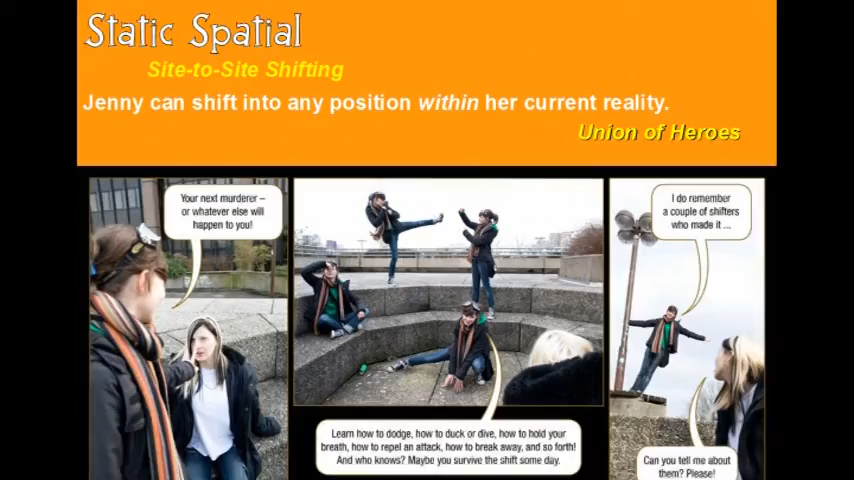 Static Spatial
Site-to-Site Shifting
Jenny can shift into any position within her current reality.
Union of Heroes
Your next murderer –
or whatever else will
happen to you!
Learn how to dodge, how to duck or dive, how to hold your
breath, how to repel an attack, how to break away, and so forth!
And who knows? Maybe you survive the shift some day.
I do remember
a couple of shifters
who made it ...
Can you tell me about
them? Please!